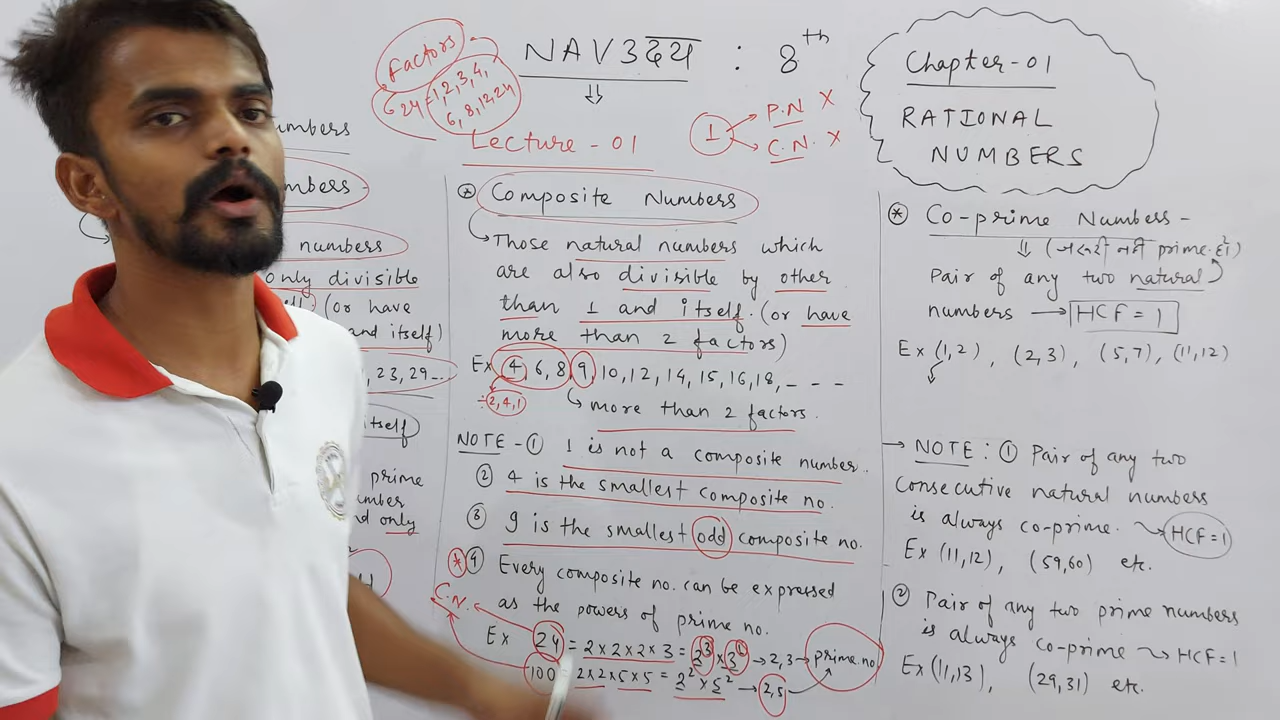 NAV3दय : 8th
Factors
24 = 1, 2, 3, 4,
6, 8, 12, 24
Lecture - 01
1
P.N X
C.N. X
Chapter - 01
RATIONAL
NUMBERS
numbers
only divisible
(or have
and itself)
, 23, 29...
itself
prime
only
Composite Numbers
Those natural numbers which
are also divisible by other
than 1 and itself. (or have
more than 2 factors)
Ex 4, 6, 8, 9, 10, 12, 14, 15, 16, 18, - - -
÷ 2, 4, 1
more than 2 factors.
NOTE - ① 1 is not a composite number.
② 4 is the smallest composite no.
③ 9 is the smallest odd composite no.
④ Every composite no. can be expressed
as the powers of prime no.
C.N.
Ex 24 = 2 × 2 × 2 × 3 = 2³ × 3¹ → 2, 3 → prime no.
100 = 2 × 2 × 5 × 5 = 2² × 5² → 2, 5
Co-prime Numbers -
(जरूरी नहीं prime हो)
Pair of any two natural
numbers → HCF = 1
Ex (1, 2), (2, 3), (5, 7), (11, 12)
→ NOTE : ① Pair of any two
Consecutive natural numbers
is always co-prime. → HCF = 1
Ex (11, 12), (59, 60) etc.
② Pair of any two prime numbers
is always co-prime → HCF = 1
Ex (11, 13), (29, 31) etc.